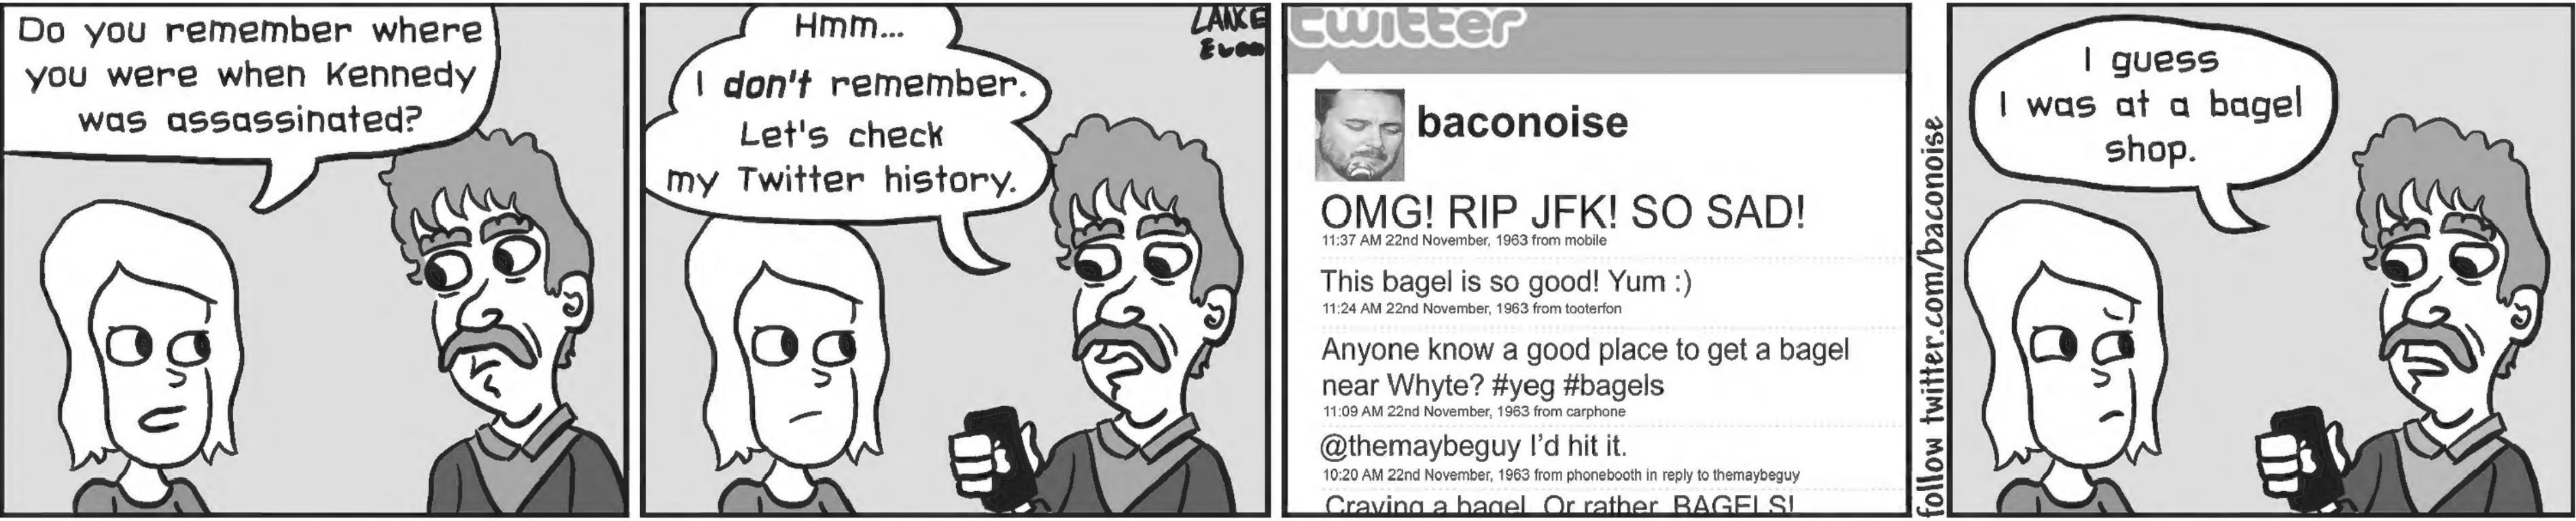 Do you remember where
you were when Kennedy
was assassinated?
Hmm...
I don't remember.
Let's check
my Twitter history.
LANCE
twitter
baconoise
OMG! RIP JFK! SO SAD!
11:37 AM 22nd November, 1963 from mobile
This bagel is so good! Yum :)
11:24 AM 22nd November, 1963 from tooterfon
Anyone know a good place to get a bagel
near Whyte? #yeg #bagels
11:09 AM 22nd November, 1963 from carphone
@themaybeguy I'd hit it.
10:20 AM 22nd November, 1963 from phonebooth in reply to themaybeguy
Craving a bagel. Or rather, BAGELS!
follow twitter.com/baconoise
I guess
I was at a bagel
shop.